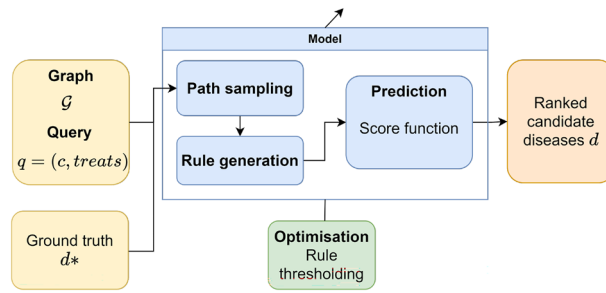 Model
Graph
𝒢
Query
q = (c, treats)
Ground truth
d*
Path sampling
Rule generation
Prediction
Score function
Optimisation
Rule
thresholding
Ranked
candidate
diseases d